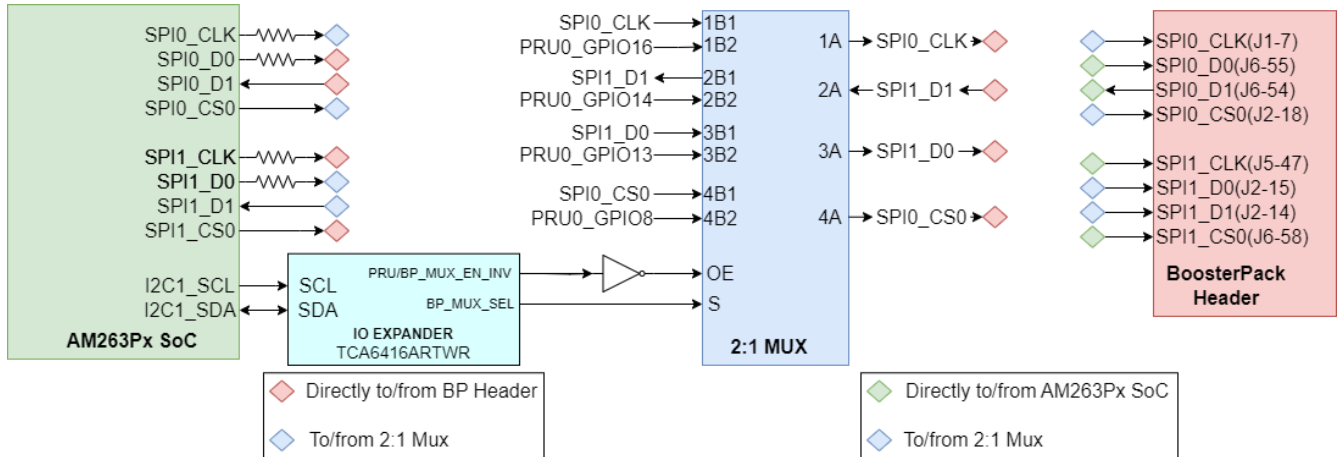 SPI0_CLK
SPI0_D0
SPI0_D1
SPI0_CS0
SPI1_CLK
SPI1_D0
SPI1_D1
SPI1_CS0
I2C1_SCL
I2C1_SDA
AM263Px SoC
SCL
SDA
PRU/BP_MUX_EN_INV
BP_MUX_SEL
IO EXPANDER
TCA6416ARTWR
Directly to/from BP Header
To/from 2:1 Mux
SPI0_CLK
PRU0_GPIO16
SPI1_D1
PRU0_GPIO14
SPI1_D0
PRU0_GPIO13
SPI0_CS0
PRU0_GPIO8
1B1
1B2
2B1
2B2
3B1
3B2
4B1
4B2
OE
S
1A
2A
3A
4A
2:1 MUX
SPI0_CLK
SPI1_D1
SPI1_D0
SPI0_CS0
SPI0_CLK(J1-7)
SPI0_D0(J6-55)
SPI0_D1(J6-54)
SPI0_CS0(J2-18)
SPI1_CLK(J5-47)
SPI1_D0(J2-15)
SPI1_D1(J2-14)
SPI1_CS0(J6-58)
BoosterPack
Header
Directly to/from AM263Px SoC
To/from 2:1 Mux